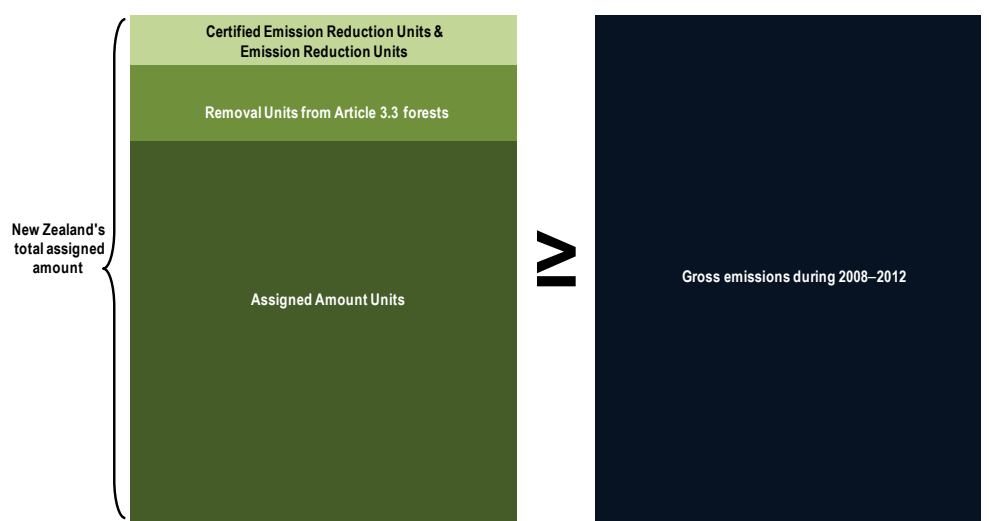 Certified Emission Reduction Units &
Emission Reduction Units
Removal Units from Article 3.3 forests
New Zealand's
total assigned
amount
Assigned Amount Units
≥
Gross emissions during 2008–2012